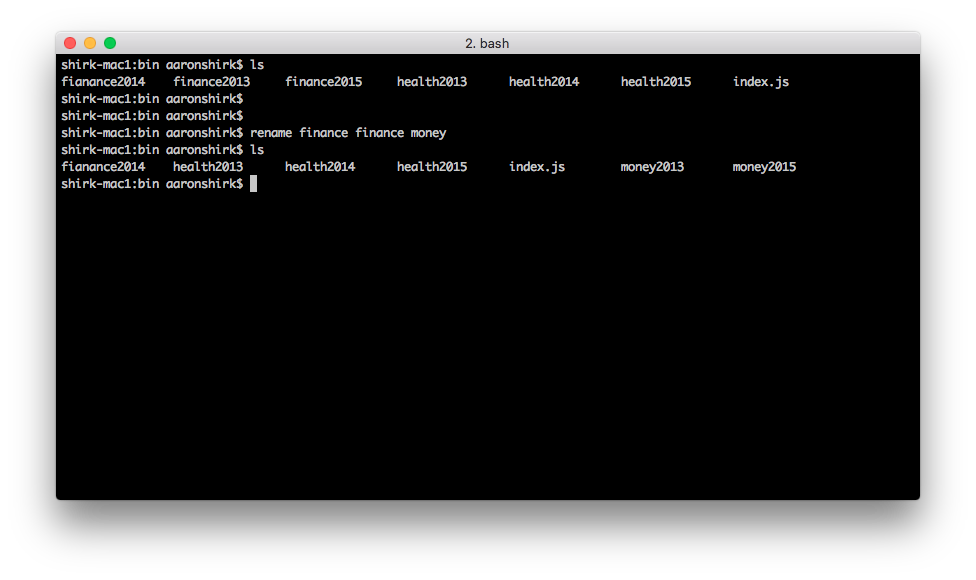 2. bash
shirk-mac1:bin aaronshirk$ ls
fianance2014 finance2013 finance2015 health2013 health2014 health2015 index.js
shirk-mac1:bin aaronshirk$
shirk-mac1:bin aaronshirk$
shirk-mac1:bin aaronshirk$ rename finance finance money
shirk-mac1:bin aaronshirk$ ls
fianance2014 health2013 health2014 health2015 index.js money2013 money2015
shirk-mac1:bin aaronshirk$